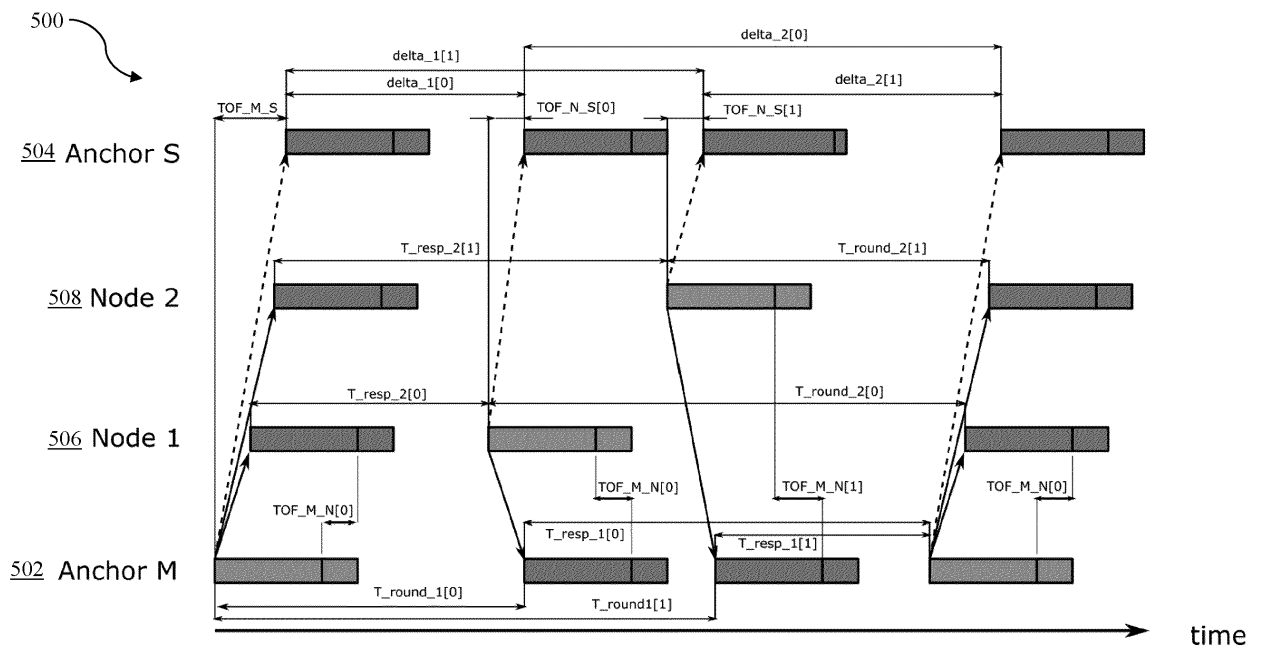 500
delta_2[0]
delta_1[1]
delta_1[0]
delta_2[1]
TOF_M_S
TOF_N_S[0]
TOF_N_S[1]
504 Anchor S
T_resp_2[1]
T_round_2[1]
508 Node 2
T_resp_2[0]
T_round_2[0]
506 Node 1
TOF_M_N[0]
TOF_M_N[1]
TOF_M_N[0]
TOF_M_N[0]
T_resp_1[0]
T_resp_1[1]
502 Anchor M
T_round_1[0]
T_round1[1]
time